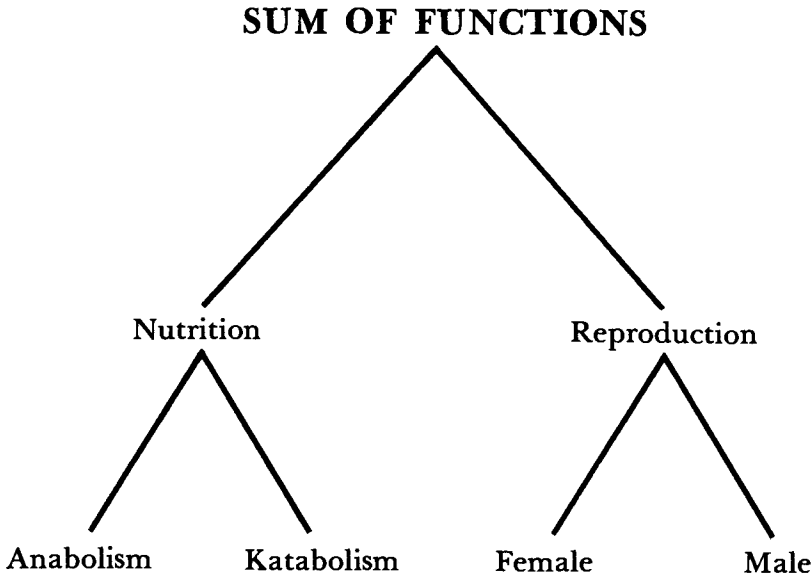 SUM OF FUNCTIONS
Nutrition Reproduction
Anabolism Katabolism Female Male